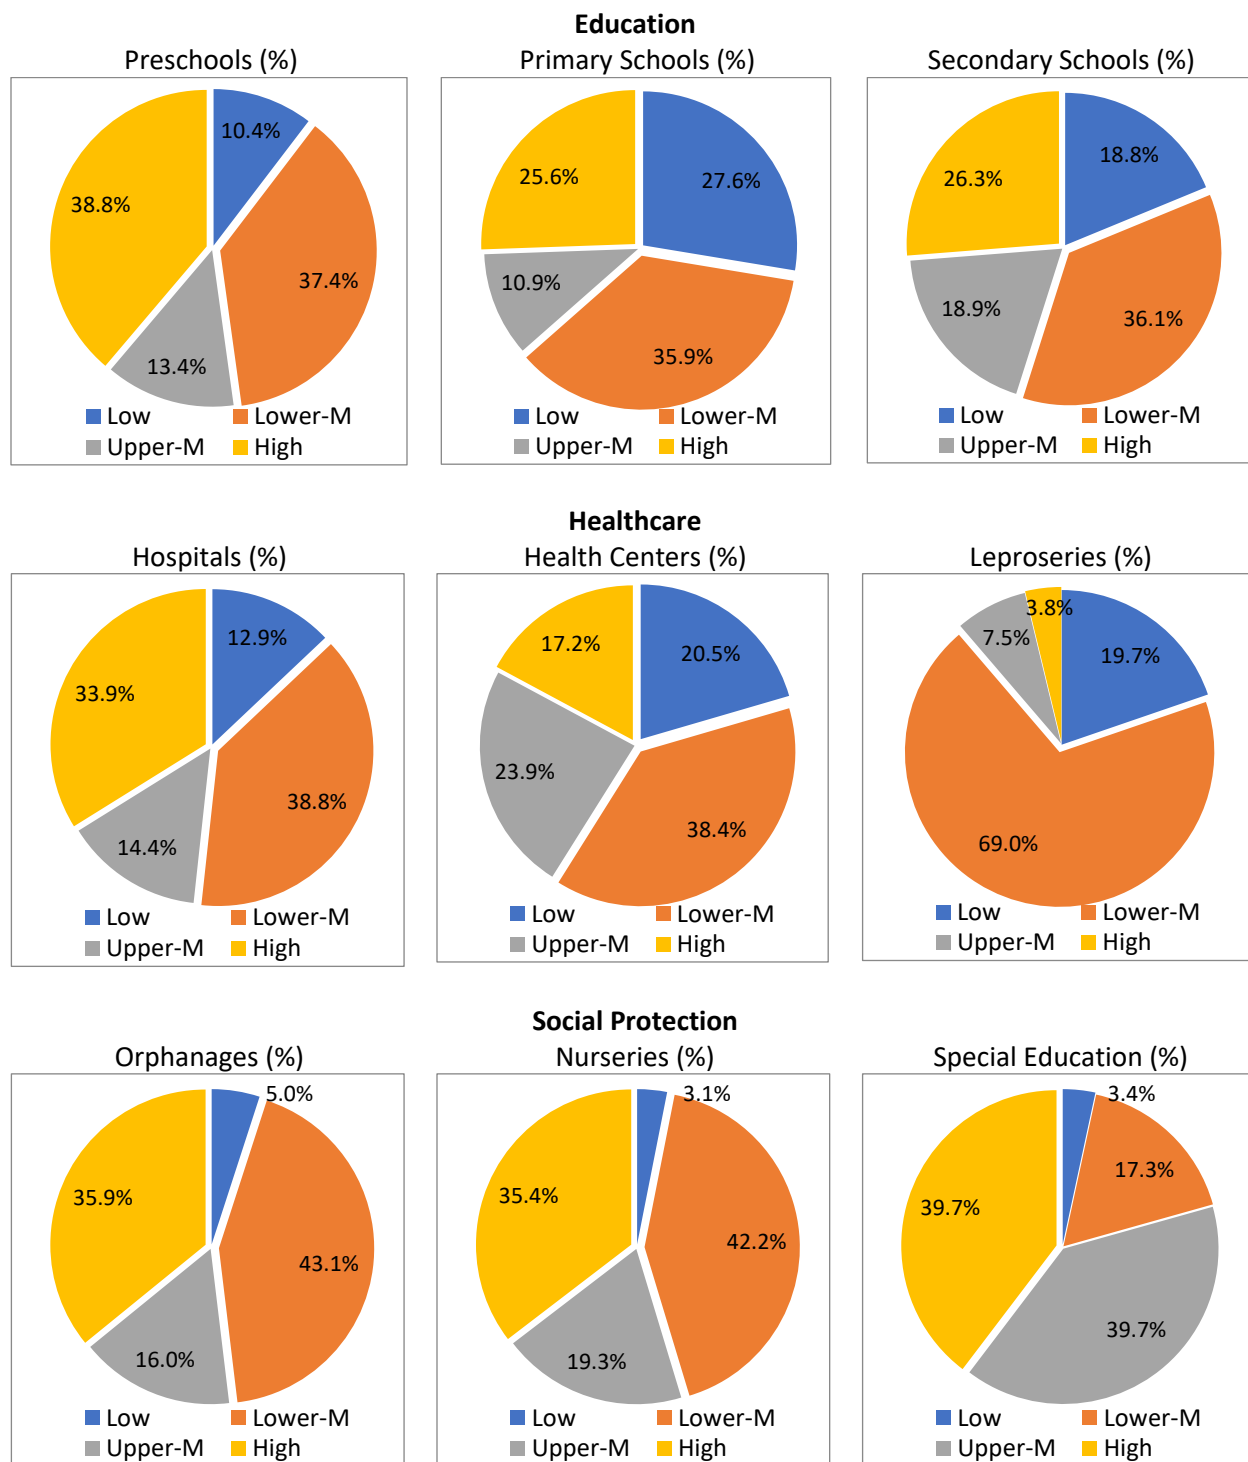 Education
Preschools (%)
Primary Schools (%)
Secondary Schools (%)
10.4%
37.4%
13.4%
38.8%
Low
Lower-M
Upper-M
High
27.6%
35.9%
10.9%
25.6%
Low
Lower-M
Upper-M
High
18.8%
36.1%
18.9%
26.3%
Low
Lower-M
Upper-M
High
Healthcare
Hospitals (%)
Health Centers (%)
Leproseries (%)
12.9%
38.8%
14.4%
33.9%
Low
Lower-M
Upper-M
High
20.5%
38.4%
23.9%
17.2%
Low
Lower-M
Upper-M
High
19.7%
69.0%
7.5%
3.8%
Low
Lower-M
Upper-M
High
Social Protection
Orphanages (%)
Nurseries (%)
Special Education (%)
5.0%
43.1%
16.0%
35.9%
Low
Lower-M
Upper-M
High
3.1%
42.2%
19.3%
35.4%
Low
Lower-M
Upper-M
High
3.4%
17.3%
39.7%
39.7%
Low
Lower-M
Upper-M
High